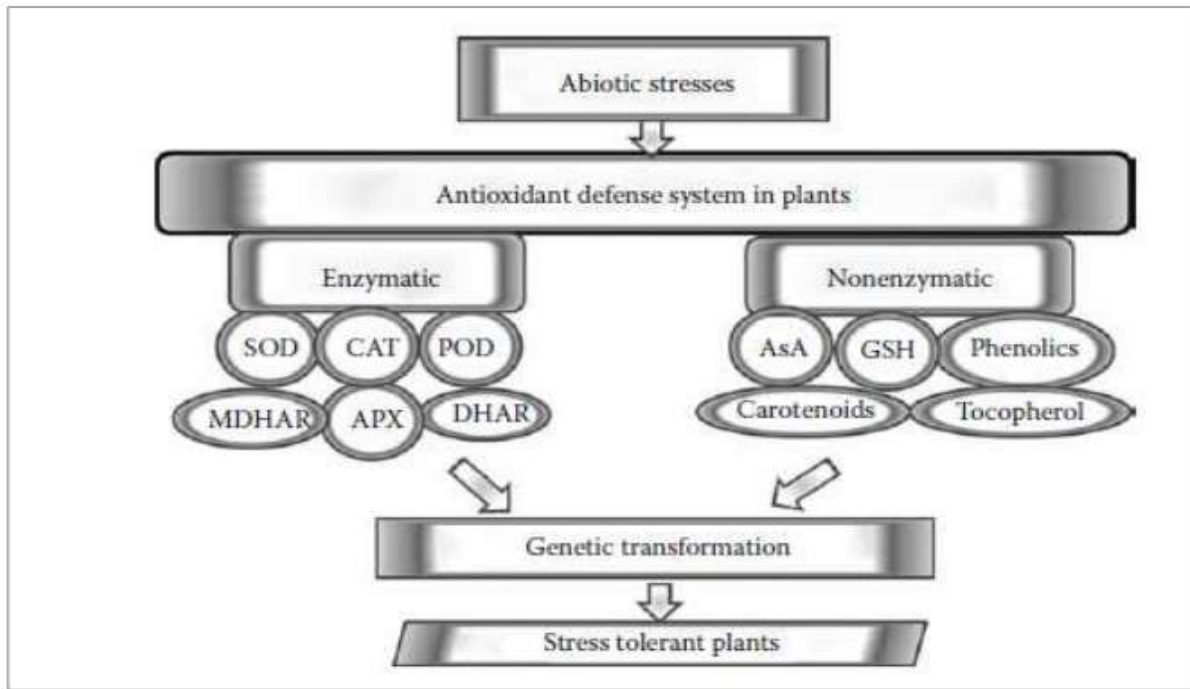 Abiotic stresses
Antioxidant defense system in plants
Enzymatic
Nonenzymatic
SOD
CAT
POD
AsA
GSH
Phenolics
MDHAR
APX
DHAR
Carotenoids
Tocopherol
Genetic transformation
Stress tolerant plants